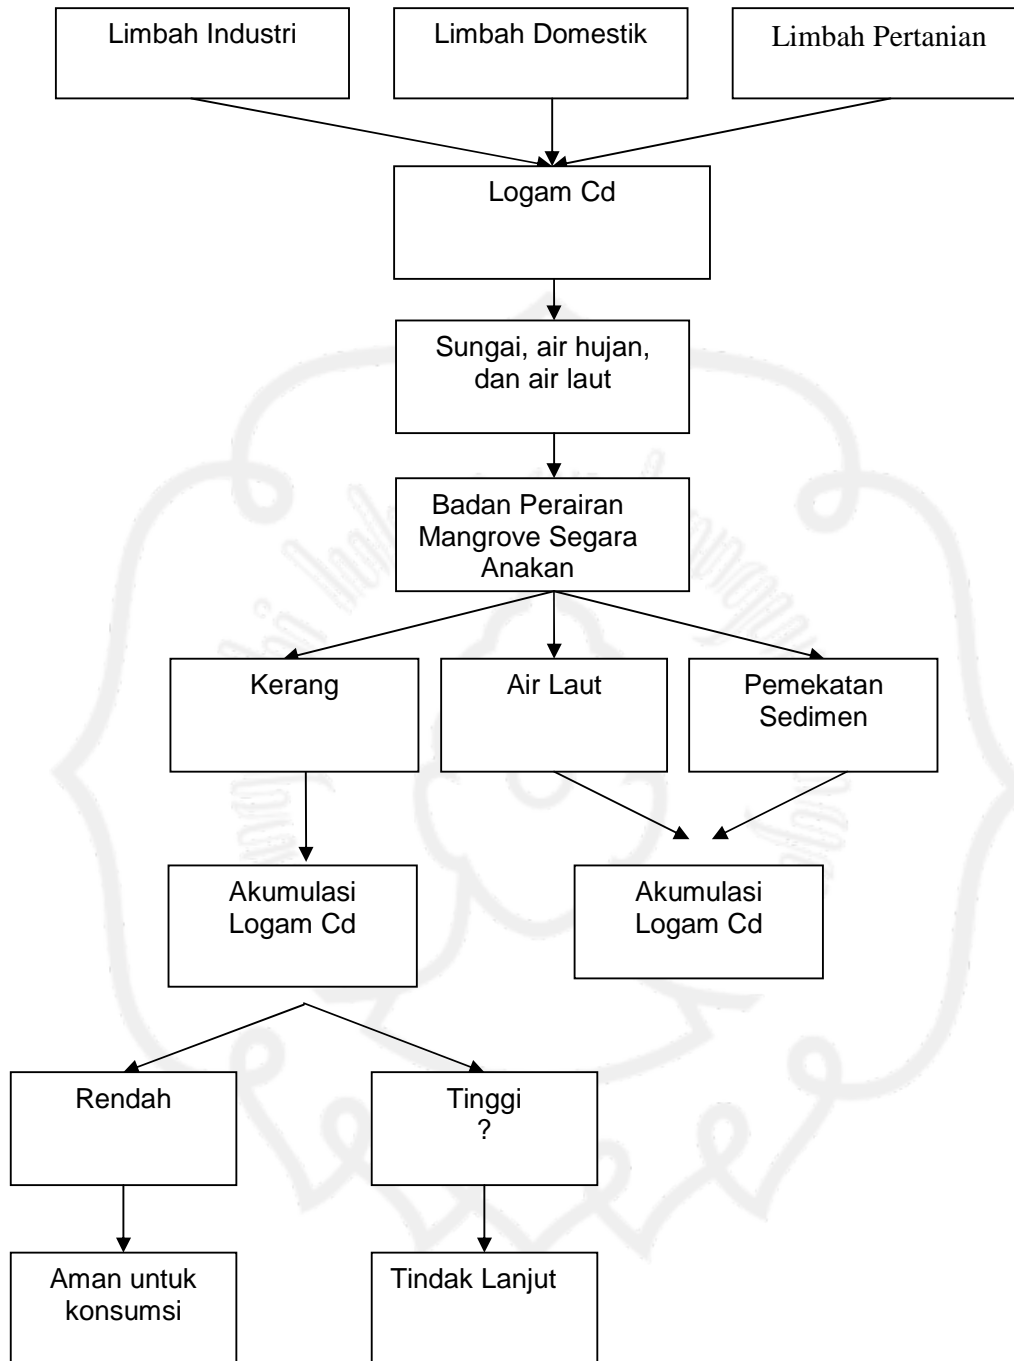 Limbah Industri
Limbah Domestik
Limbah Pertanian
Logam Cd
Sungai, air hujan,
dan air laut
Badan Perairan
Mangrove Segara
Anakan
Kerang
Air Laut
Pemekatan
Sedimen
Akumulasi
Logam Cd
Akumulasi
Logam Cd
Rendah
Tinggi
?
Aman untuk
konsumsi
Tindak Lanjut